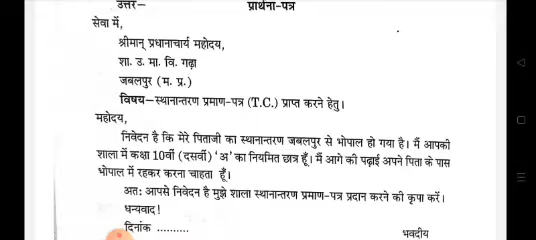 उत्तर— प्रार्थना-पत्र
सेवा में,
श्रीमान् प्रधानाचार्य महोदय,
शा. उ. मा. वि. गढ़ा
जबलपुर (म. प्र.)
विषय—स्थानान्तरण प्रमाण-पत्र (T.C.) प्राप्त करने हेतु।
महोदय,
निवेदन है कि मेरे पिताजी का स्थानान्तरण जबलपुर से भोपाल हो गया है। मैं आपकी
शाला में कक्षा 10वीं (दसवीं) 'अ' का नियमित छात्र हूँ। मैं आगे की पढ़ाई अपने पिता के पास
भोपाल में रहकर करना चाहता हूँ।
अत: आपसे निवेदन है मुझे शाला स्थानान्तरण प्रमाण-पत्र प्रदान करने की कृपा करें।
धन्यवाद!
दिनांक ..........
भवदीय